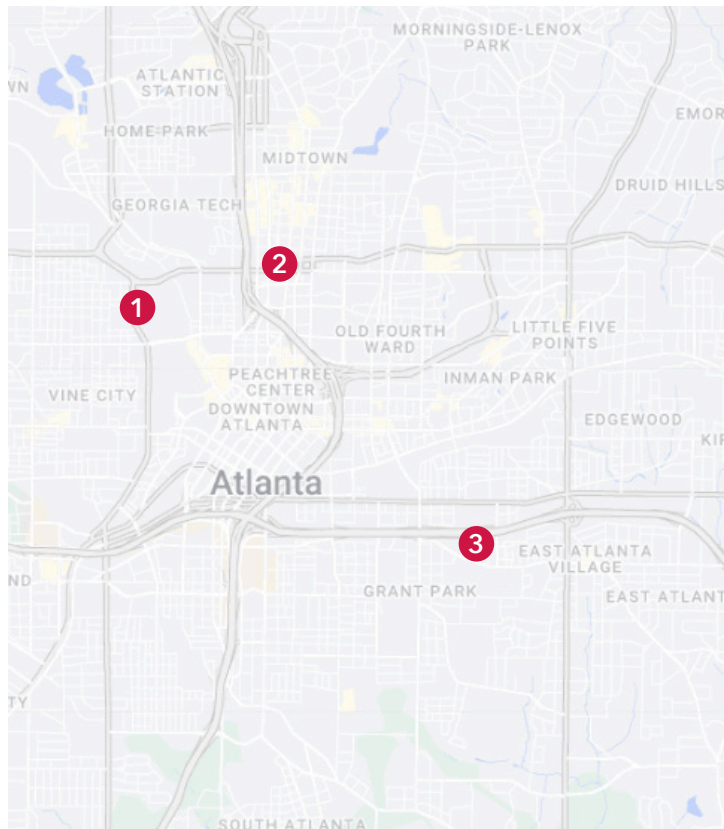 MORNINGSIDE-LENOX
PARK
ATLANTIC
STATION
WN
EMOR
HOME PARK
MIDTOWN
DRUID HILLS
GEORGIA TECH
2
1
OLD FOURTH
WARD
LITTLE FIVE
POINTS
PEACHTREE
CENTER
INMAN PARK
VINE CITY
DOWNTOWN
ATLANTA
EDGEWOOD
KIR
Atlanta
3
EAST ATLANTA
VILLAGE
ND
GRANT PARK
EAST ATLANT
TY
SOUTH ATLANTA